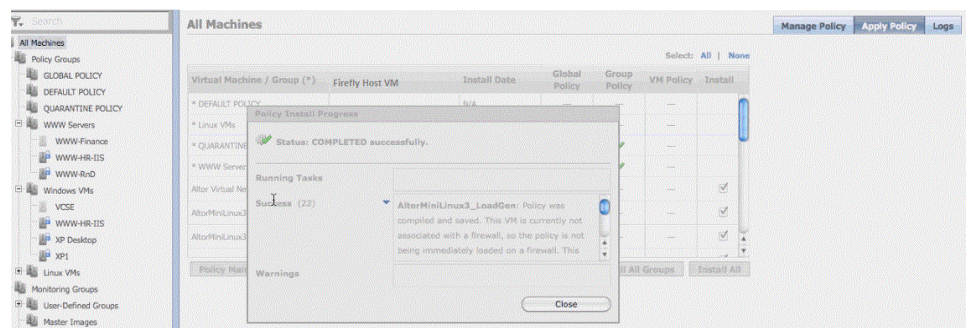 Search
All Machines
Policy Groups
GLOBAL POLICY
DEFAULT POLICY
QUARANTINE POLICY
WWW Servers
WWW-Finance
WWW-HR-IIS
WWW-RnD
Windows VMs
VCSE
WWW-HR-IIS
XP Desktop
XP1
Linux VMs
Monitoring Groups
User-Defined Groups
Master Images
All Machines
Manage Policy Apply Policy Logs
Select: All | None
Virtual Machine / Group (*) Firefly Host VM Install Date Global Policy Group Policy VM Policy Install
* DEFAULT POLICY N/A --- --- ---
* Linux VMs
* QUARANTINE
* WWW Server
Altor Virtual Ne
AltorMiniLinux3
AltorMiniLinux3
Policy Install Progress
Status: COMPLETED successfully.
Running Tasks
Success (22)
AltorMiniLinux3_LoadGen: Policy was
compiled and saved. This VM is currently not
associated with a firewall, so the policy is not
being immediately loaded on a firewall. This
Warnings
Close
All Groups Install All